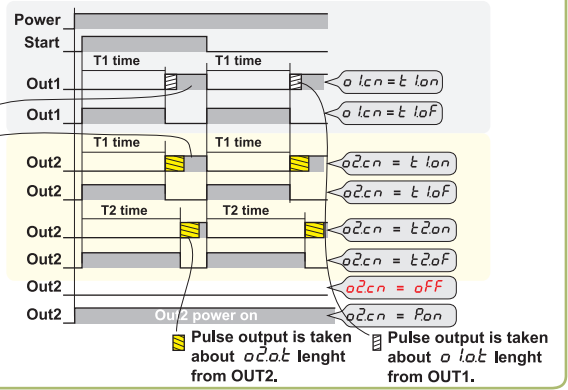 Power
Start
T1 time T1 time
Out1 o1.cn = t1.on
Out1 o1.cn = t1.oF
T1 time T1 time
Out2 o2.cn = t1.on
Out2 o2.cn = t1.oF
T2 time T2 time
Out2 o2.cn = t2.on
Out2 o2.cn = t2.oF
Out2 o2.cn = oFF
Out2 Out2 power on o2.cn = P.on
Pulse output is taken
about o2.o.t lenght
from OUT2.
Pulse output is taken
about o1.o.t lenght
from OUT1.